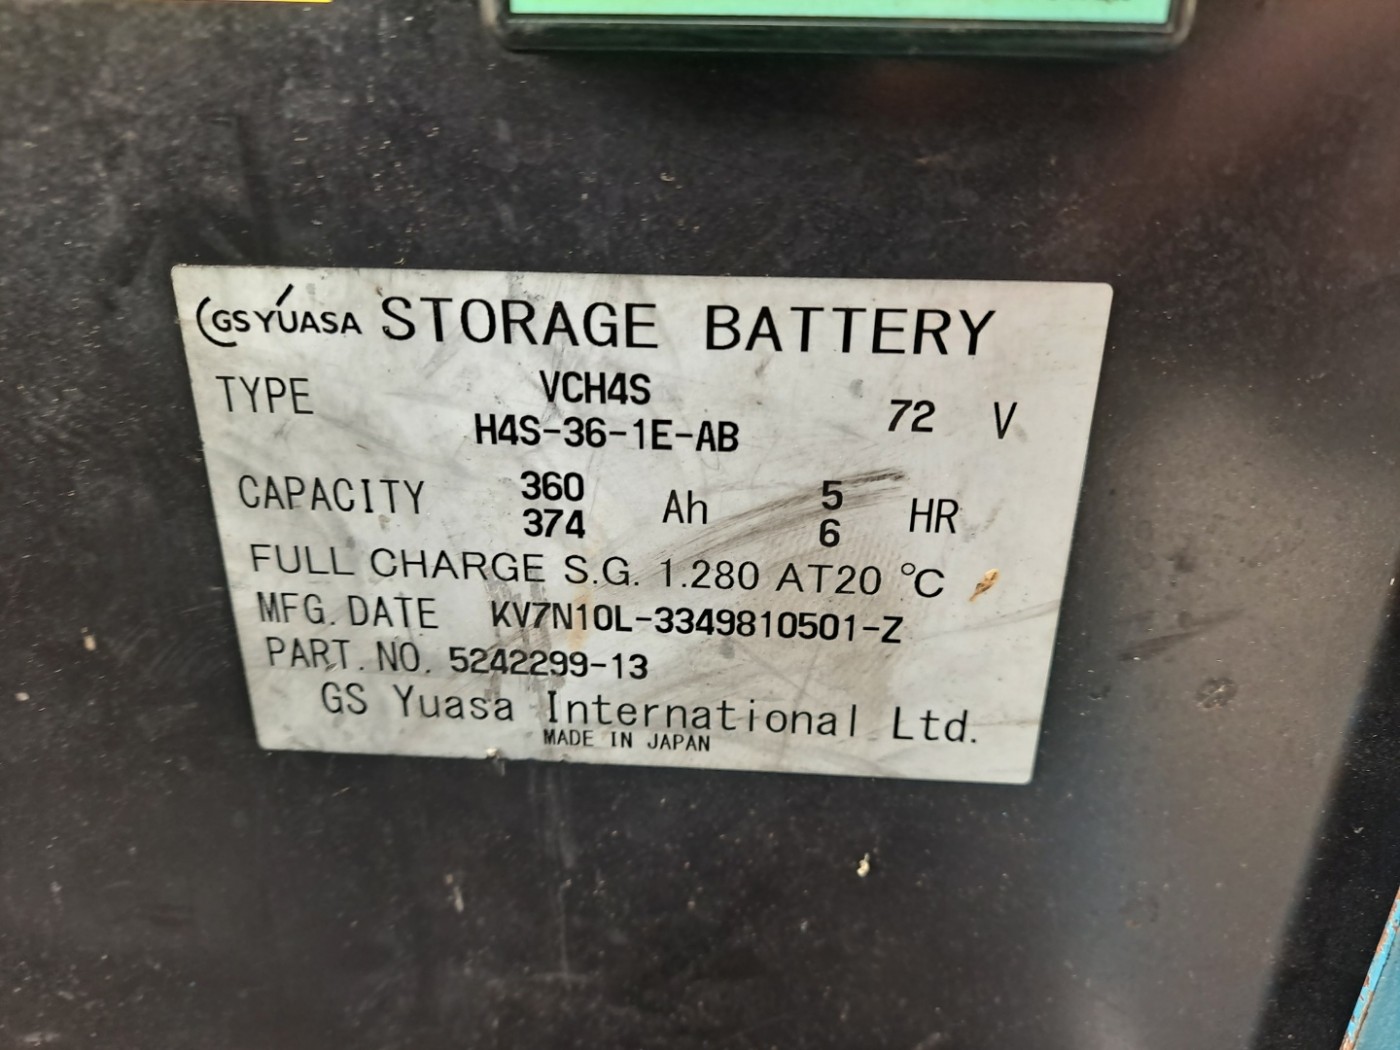 GS YUASA STORAGE BATTERY
TYPE VCH4S
H4S-36-1E-AB 72 V
CAPACITY 360 Ah 5 HR
374 6
FULL CHARGE S.G. 1.280 AT20 °C
MFG. DATE KV7N10L-3349810501-Z
PART. NO. 5242299-13
GS Yuasa International Ltd.
MADE IN JAPAN